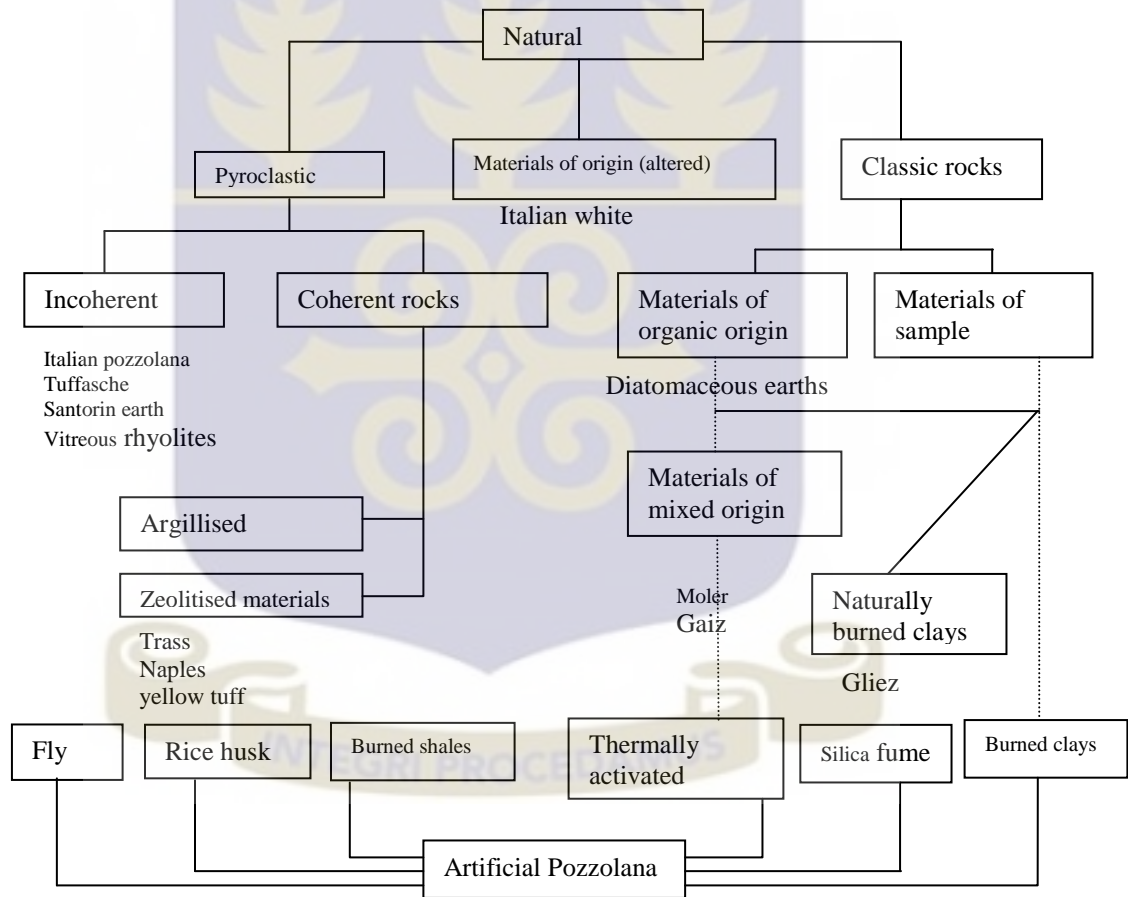 Natural
Pyroclastic
Materials of origin (altered)
Classic rocks
Italian white
Incoherent
Coherent rocks
Materials of
organic origin
Materials of
sample
Italian pozzolana
Tuffasche
Santorin earth
Vitreous rhyolites
Diatomaceous earths
Materials of
mixed origin
Argillised
Zeolitised materials
Moler
Gaiz
Naturally
burned clays
Trass
Naples
yellow tuff
Gliez
Fly
Rice husk
Burned shales
Thermally
activated
Silica fume
Burned clays
INTEGRI PROCEDAMUS
Artificial Pozzolana